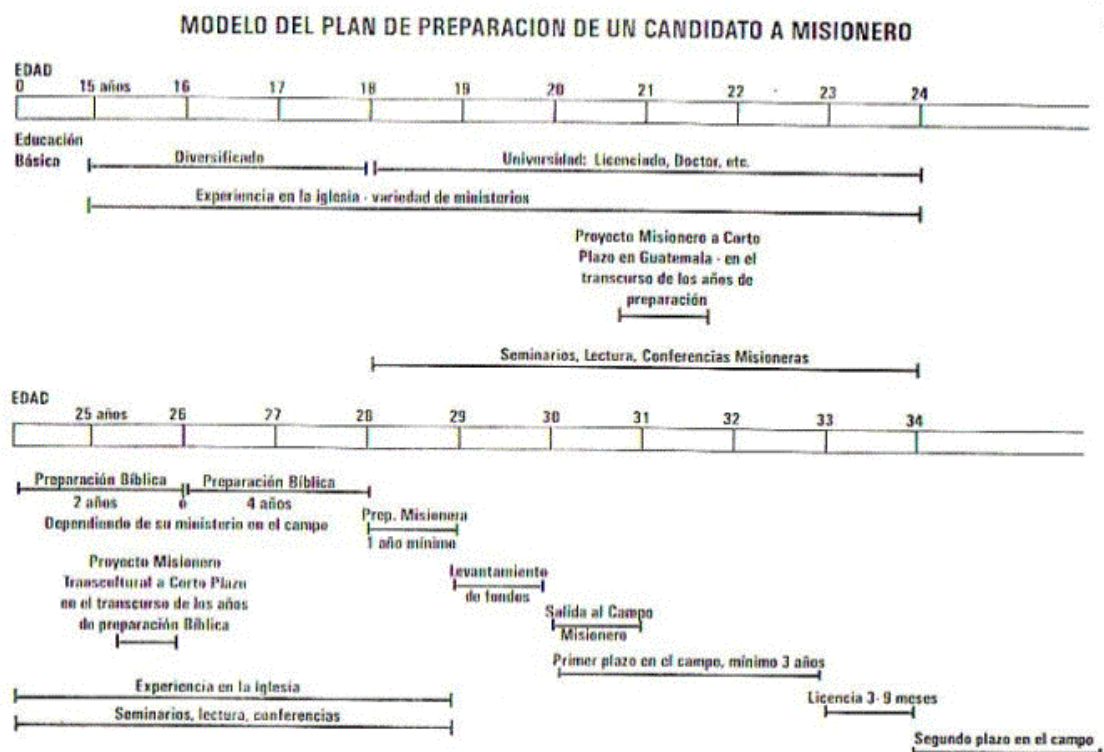 MODELO DEL PLAN DE PREPARACION DE UN CANDIDATO A MISIONERO
EDAD
0 15 años 16 17 18 19 20 21 22 23 24
Educación
Básica
Diversificado
Universidad: Licenciado, Doctor, etc.
Experiencia en la iglesia - variedad de ministerios
Proyecto Misionero a Corto
Plazo en Guatemala - en el
transcurso de los años de
preparación
Seminarios, Lectura, Conferencias Misioneras
EDAD
25 años 26 27 28 29 30 31 32 33 34
Preparación Bíblica Preparación Bíblica
2 años ó 4 años
Dependiendo de su ministerio en el campo
Prep. Misionera
1 año mínimo
Proyecto Misionero
Transcultural a Corto Plazo
en el transcurso de los años
de preparación Bíblica
Levantamiento
de fondos
Salida al Campo
Misionero
Primer plazo en el campo, mínimo 3 años
Experiencia en la iglesia
Licencia 3- 9 meses
Seminarios, lectura, conferencias
Segundo plazo en el campo